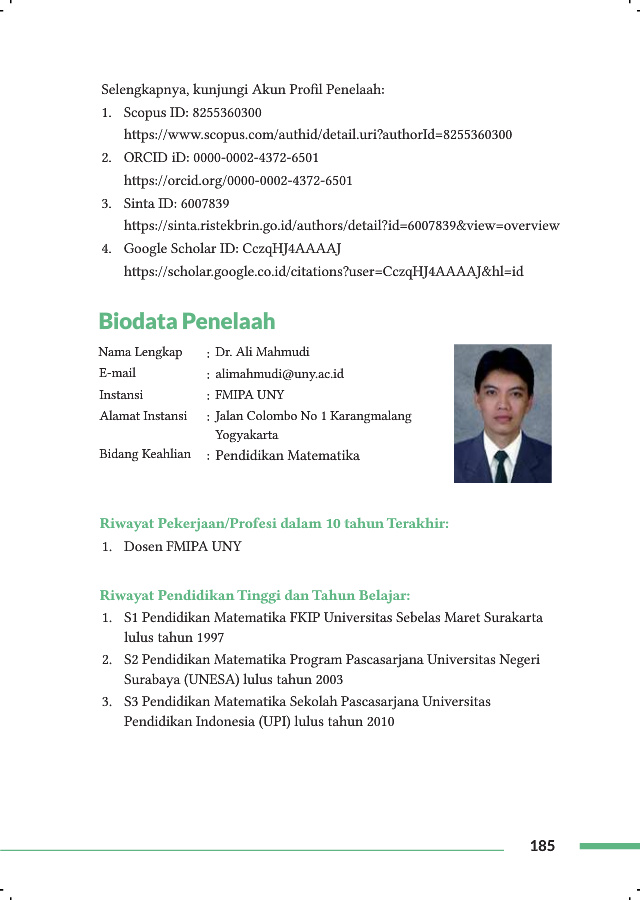 Selengkapnya, kunjungi Akun Profil Penelaah:
1. Scopus ID: 8255360300
https://www.scopus.com/authid/detail.uri?authorId=8255360300
2. ORCID iD: 0000-0002-4372-6501
https://orcid.org/0000-0002-4372-6501
3. Sinta ID: 6007839
https://sinta.ristekbrin.go.id/authors/detail?id=6007839&view=overview
4. Google Scholar ID: CczqHJ4AAAAJ
https://scholar.google.co.id/citations?user=CczqHJ4AAAAJ&hl=id
Biodata Penelaah
Nama Lengkap : Dr. Ali Mahmudi
E-mail : alimahmudi@uny.ac.id
Instansi : FMIPA UNY
Alamat Instansi : Jalan Colombo No 1 Karangmalang
Yogyakarta
Bidang Keahlian : Pendidikan Matematika
Riwayat Pekerjaan/Profesi dalam 10 tahun Terakhir:
1. Dosen FMIPA UNY
Riwayat Pendidikan Tinggi dan Tahun Belajar:
1. S1 Pendidikan Matematika FKIP Universitas Sebelas Maret Surakarta
lulus tahun 1997
2. S2 Pendidikan Matematika Program Pascasarjana Universitas Negeri
Surabaya (UNESA) lulus tahun 2003
3. S3 Pendidikan Matematika Sekolah Pascasarjana Universitas
Pendidikan Indonesia (UPI) lulus tahun 2010
185